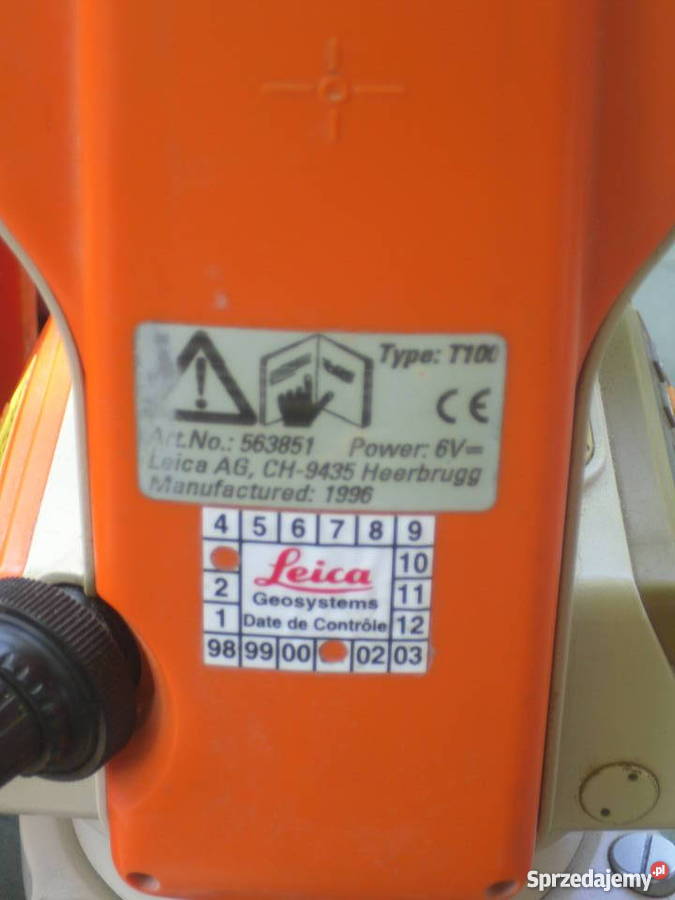 Type: T100
CE
Art.No.: 563851 Power: 6V
Leica AG, CH-9435 Heerbrugg
Manufactured: 1996
4 5 6 7 8 9
Leica 10
2 Geosystems 11
1 Date de Contrôle 12
98 99 00 02 03
Sprzedajemy.pl